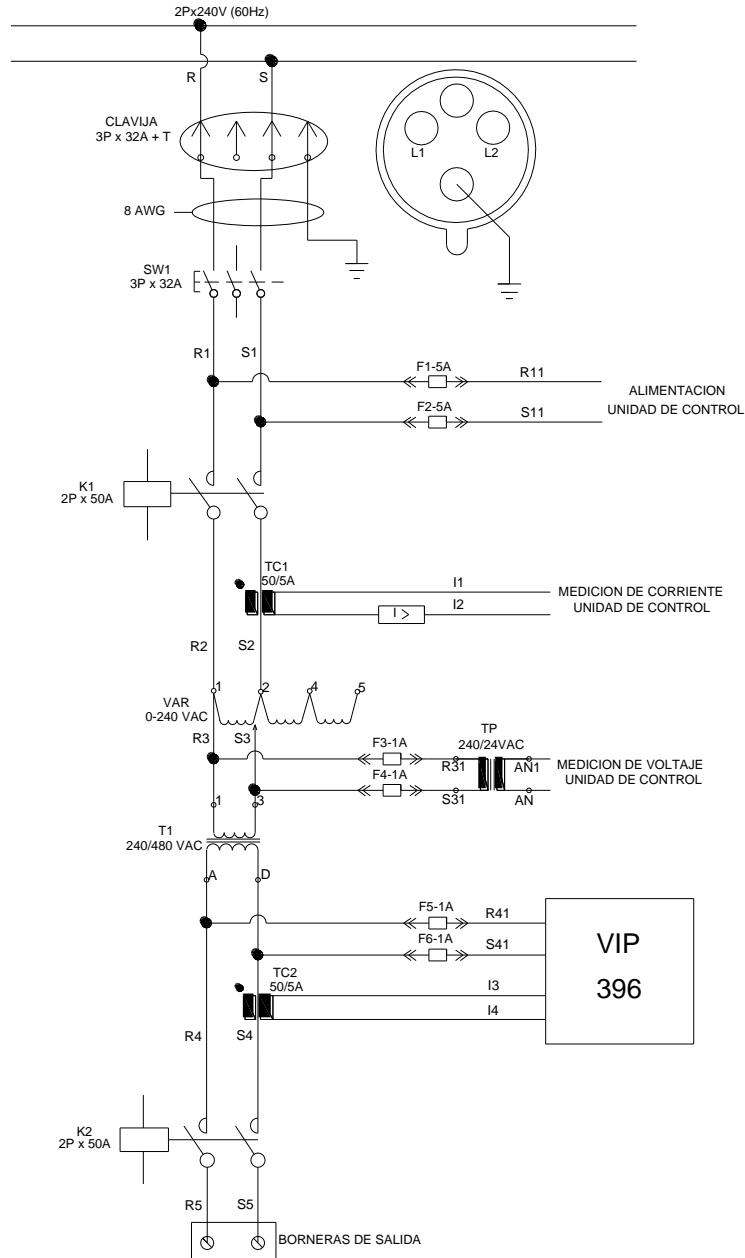 2Px240V (60Hz)
R
S
CLAVIJA
3P x 32A + T
L1
L2
8 AWG
SW1
3P x 32A
R1
S1
F1-5A
R11
F2-5A
S11
ALIMENTACION
UNIDAD DE CONTROL
K1
2P x 50A
TC1
50/5A
I1
I2
I >
MEDICION DE CORRIENTE
UNIDAD DE CONTROL
R2
S2
1
2
4
5
VAR
0-240 VAC
R3
S3
F3-1A
F4-1A
R31
S31
TP
240/24VAC
AN1
AN
MEDICION DE VOLTAJE
UNIDAD DE CONTROL
1
3
T1
240/480 VAC
A
D
F5-1A
R41
F6-1A
S41
VIP
396
TC2
50/5A
I3
I4
R4
S4
K2
2P x 50A
R5
S5
BORNERAS DE SALIDA